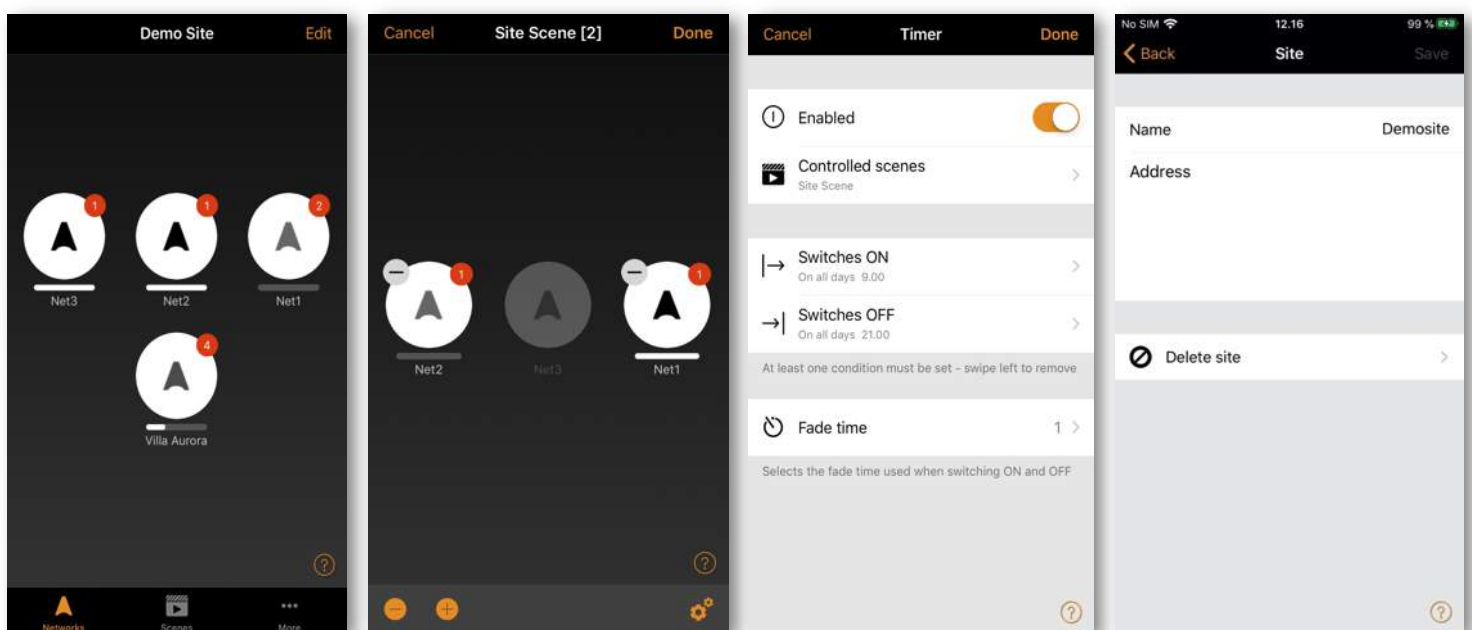 Demo Site
Edit
1
1
2
Net3
Net2
Net1
4
Villa Aurora
?
Networks
Scenes
More
Cancel
Site Scene [2]
Done
1
1
Net2
Net3
Net1
?
Cancel
Timer
Done
Enabled
Controlled scenes
Site Scene
Switches ON
On all days 9.00
Switches OFF
On all days 21.00
At least one condition must be set - swipe left to remove
Fade time
1
Selects the fade time used when switching ON and OFF
?
No SIM
12.16
99 %
Back
Site
Save
Name
Demosite
Address
Delete site
?